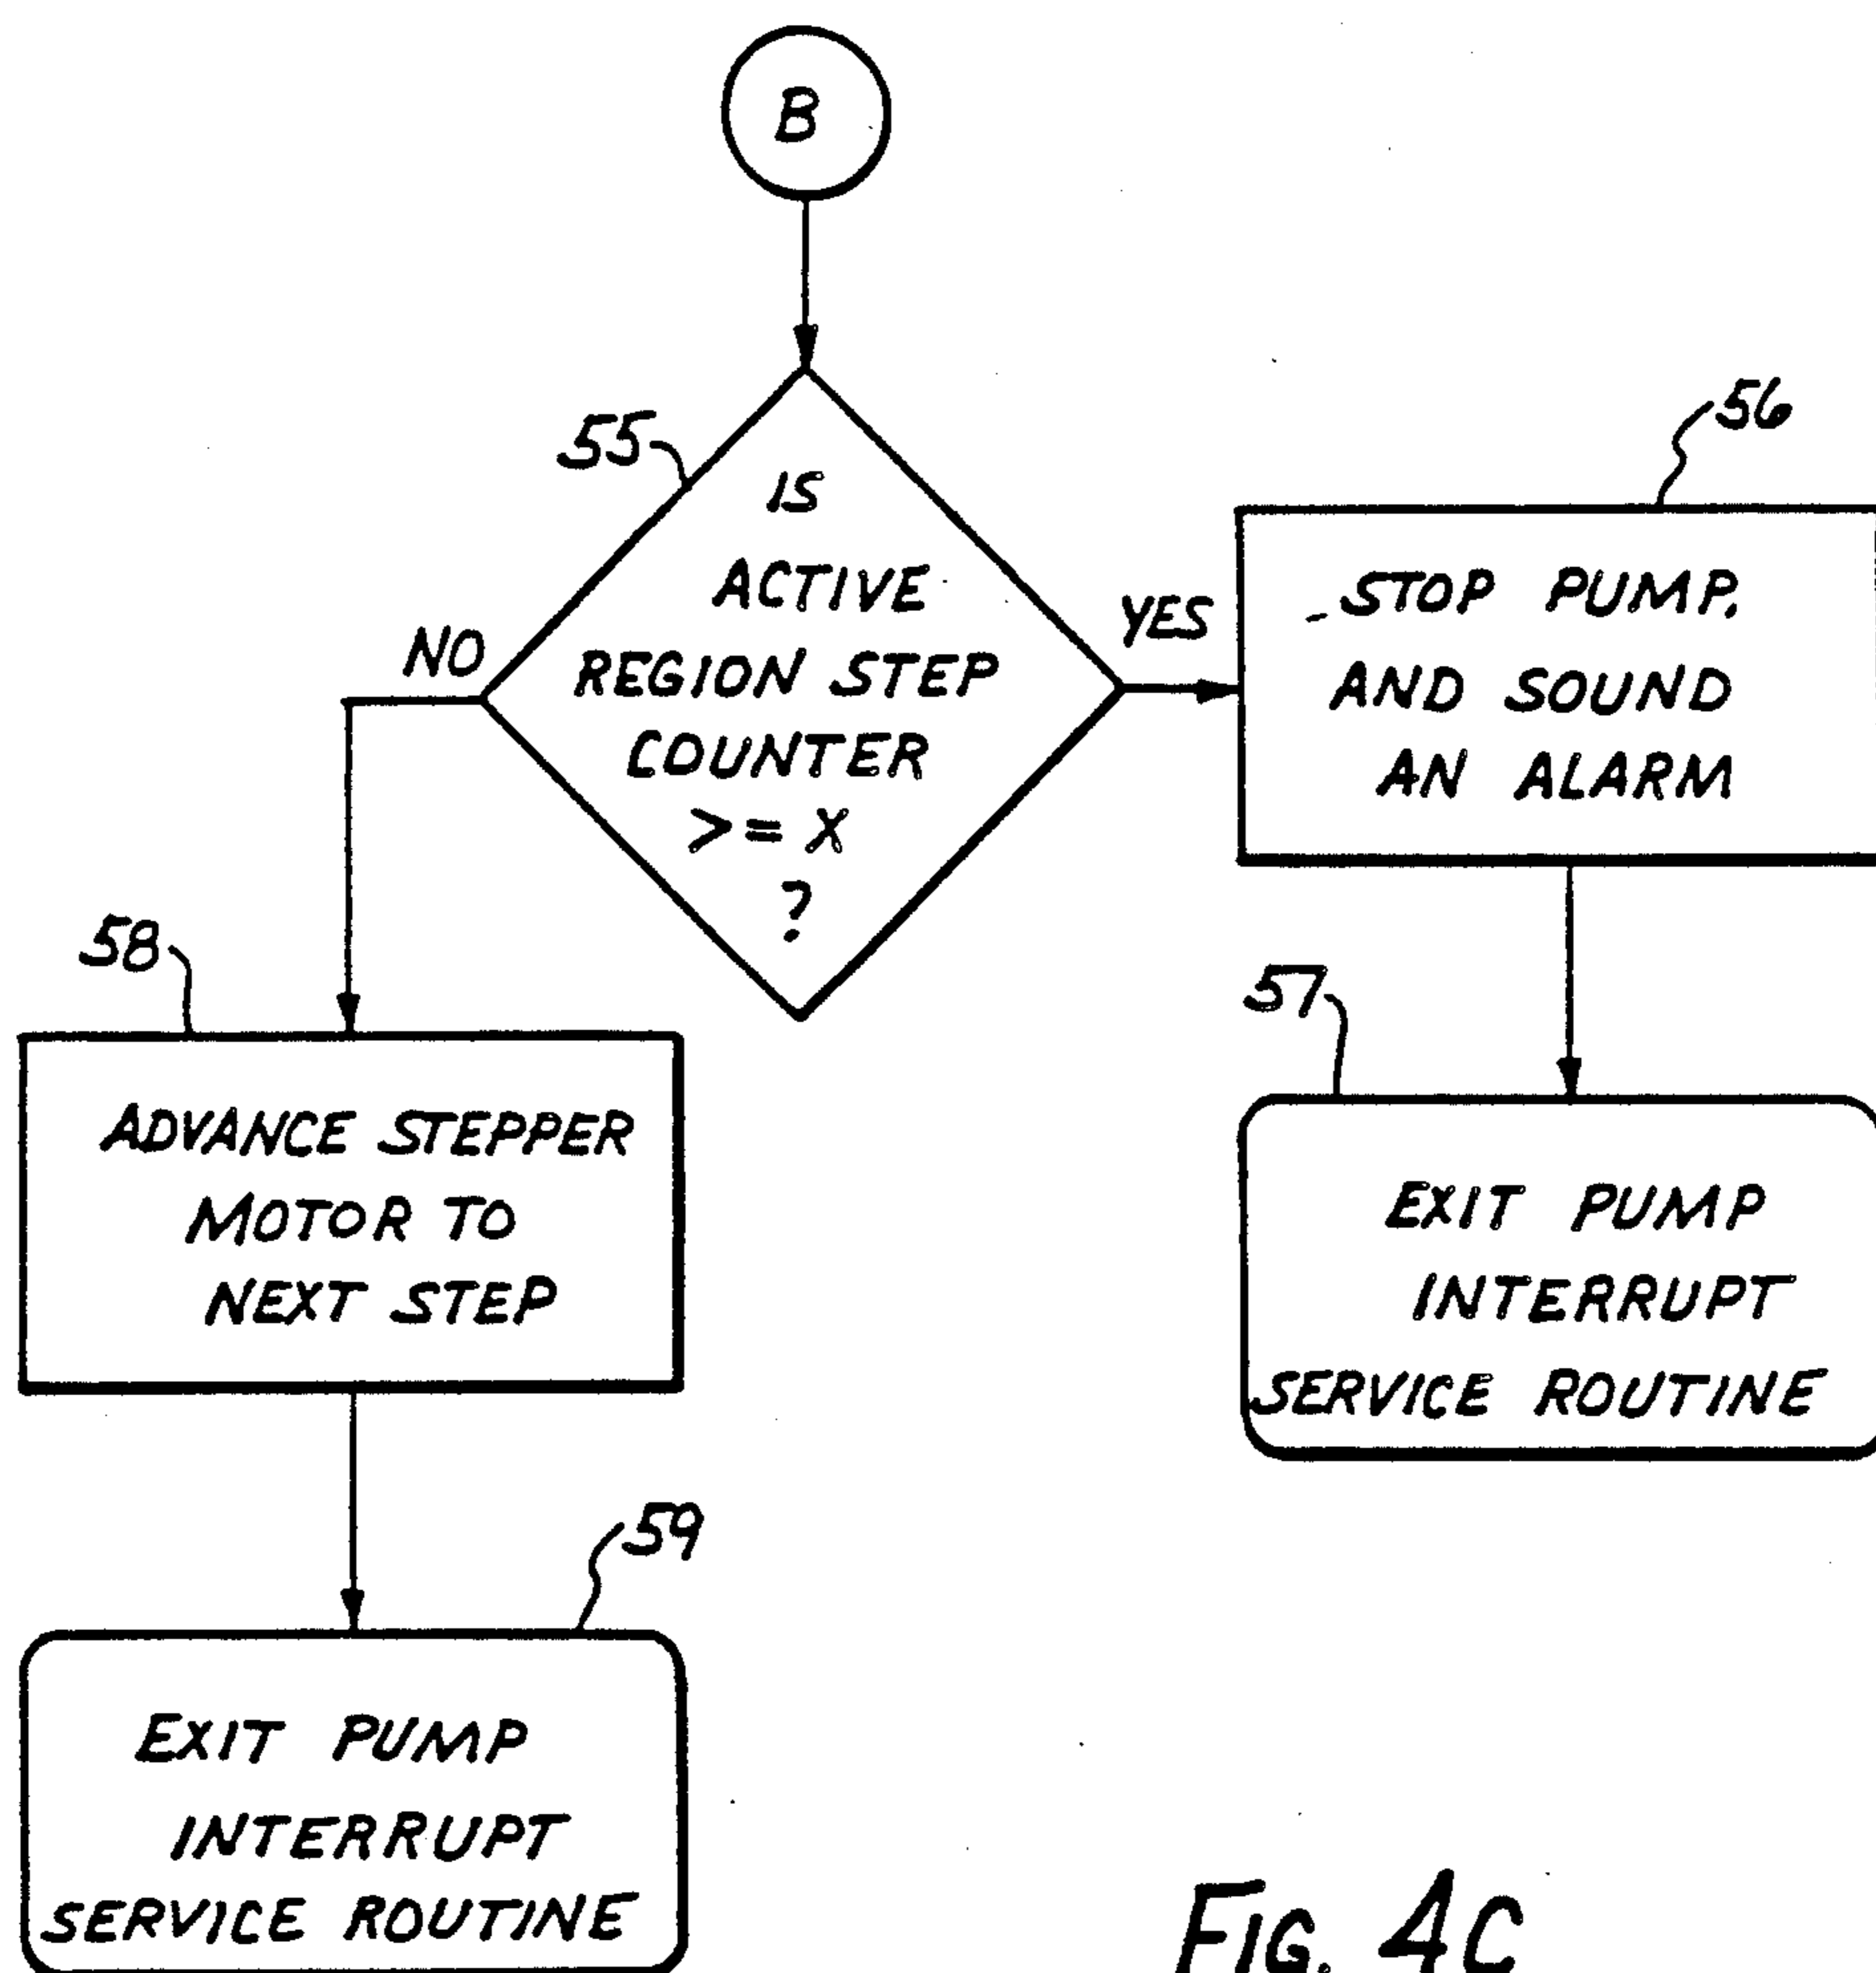 B
55
IS
ACTIVE
REGION STEP
COUNTER
>= X
?
NO
YES
56
STOP PUMP,
AND SOUND
AN ALARM
58
ADVANCE STEPPER
MOTOR TO
NEXT STEP
57
EXIT PUMP
INTERRUPT
SERVICE ROUTINE
59
EXIT PUMP
INTERRUPT
SERVICE ROUTINE
FIG. 4C